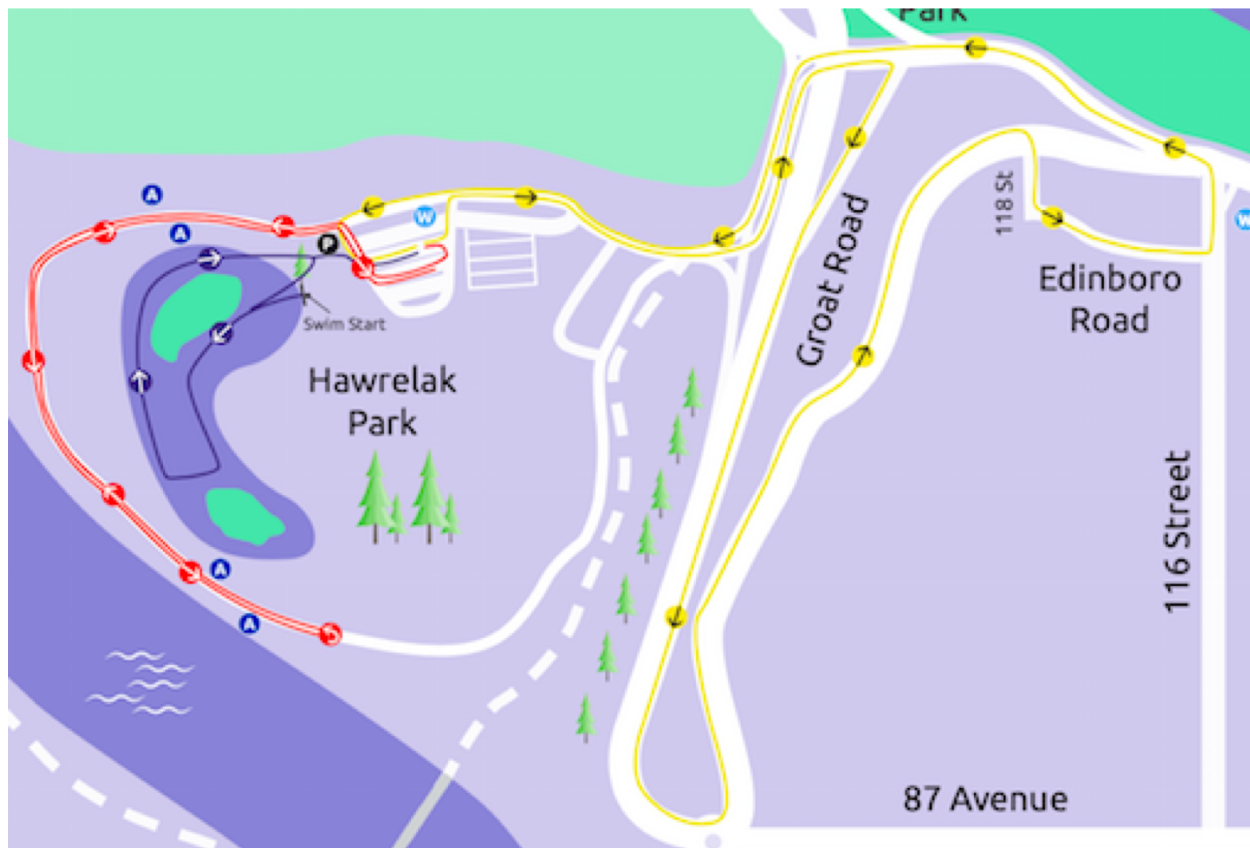 Park
A
A
W
P
118 St
W
Swim Start
Groat Road
Edinboro
Road
Hawrelak
Park
116 Street
A
A
87 Avenue